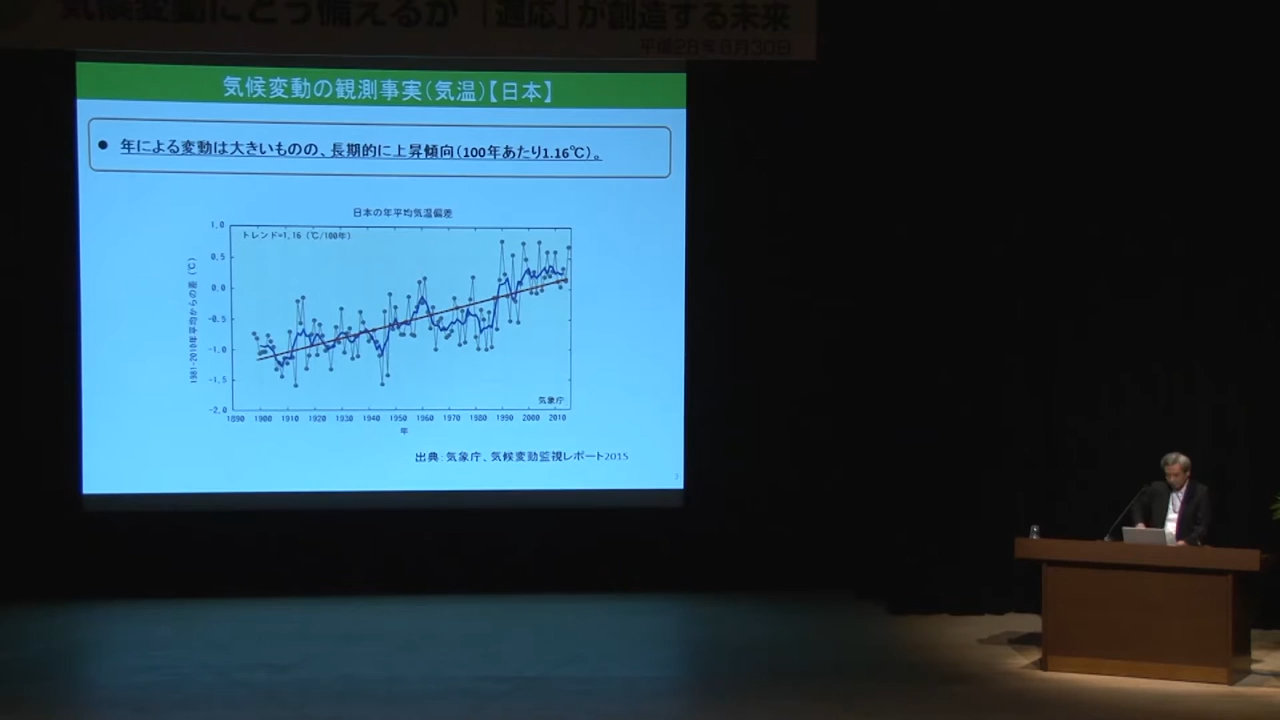 気候変動にどう備えるか 「適応」が創造する未来
平成28年8月30日
気候変動の観測事実(気温)【日本】
● 年による変動は大きいものの、長期的に上昇傾向(100年あたり1.16℃)。
日本の年平均気温偏差
トレンド=1.16 (℃/100年)
1981-2010年平均からの差 (℃)
1.0
0.5
0.0
-0.5
-1.0
-1.5
-2.0
気象庁
1890 1900 1910 1920 1930 1940 1950 1960 1970 1980 1990 2000 2010
年
出典:気象庁、気候変動監視レポート2015